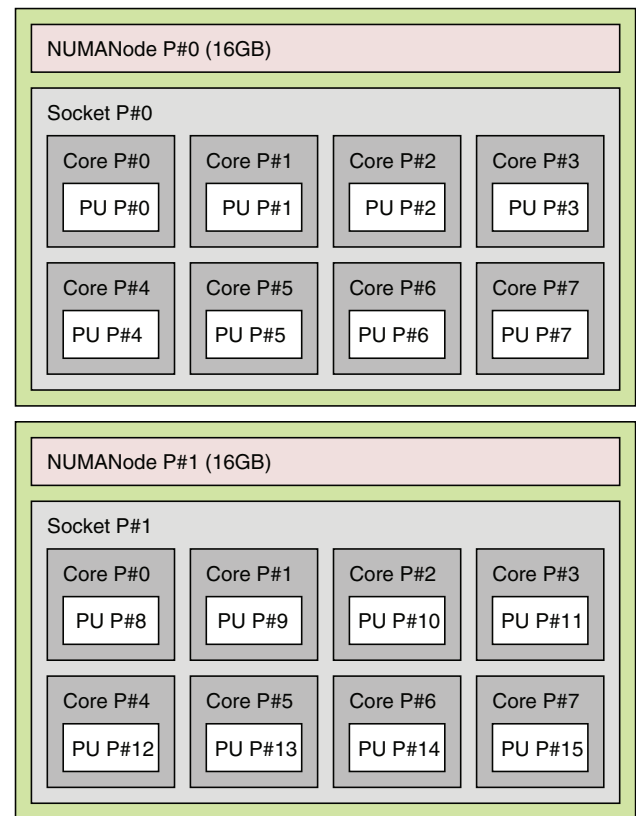 NUMANode P#0 (16GB)
Socket P#0
Core P#0 Core P#1 Core P#2 Core P#3
PU P#0 PU P#1 PU P#2 PU P#3
Core P#4 Core P#5 Core P#6 Core P#7
PU P#4 PU P#5 PU P#6 PU P#7
NUMANode P#1 (16GB)
Socket P#1
Core P#0 Core P#1 Core P#2 Core P#3
PU P#8 PU P#9 PU P#10 PU P#11
Core P#4 Core P#5 Core P#6 Core P#7
PU P#12 PU P#13 PU P#14 PU P#15